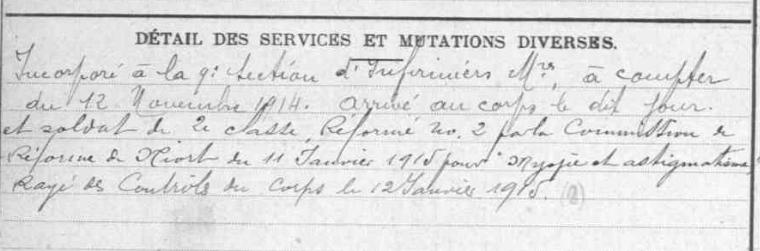 DÉTAIL DES SERVICES ET MUTATIONS DIVERSES.
Incorporé à la 9e Section d'Infirmiers Mres, à compter
du 12 Novembre 1914. arrivé au corps le dit jour.
et soldat de 2e classe. Réformé No. 2 par la Commission de
Réforme de Niort du 11 Janvier 1915 pour "Myopie et astigmatisme"
Rayé des Contrôles du Corps le 12 Janvier 1915.